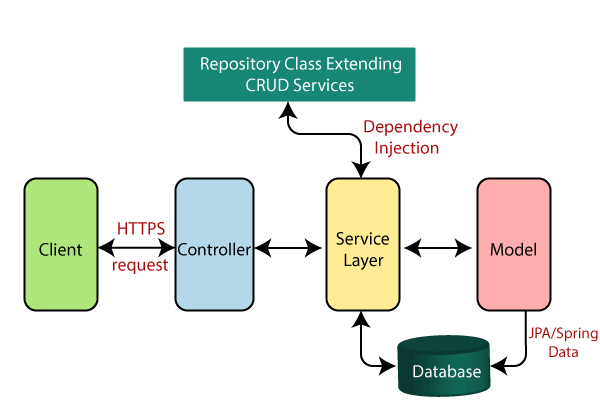 Repository Class Extending
CRUD Services
Dependency
Injection
HTTPS
request
Client
Controller
Service
Layer
Model
JPA/Spring
Data
Database